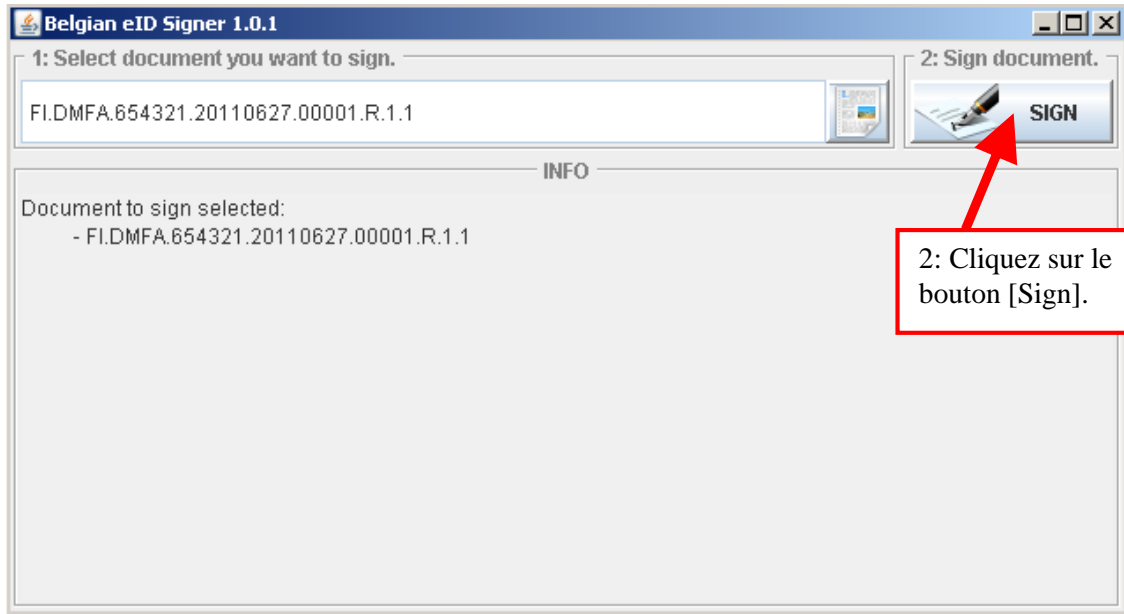 Belgian eID Signer 1.0.1
1: Select document you want to sign.
2: Sign document.
FI.DMFA.654321.20110627.00001.R.1.1
SIGN
INFO
Document to sign selected:
- FI.DMFA.654321.20110627.00001.R.1.1
2: Cliquez sur le
bouton [Sign].